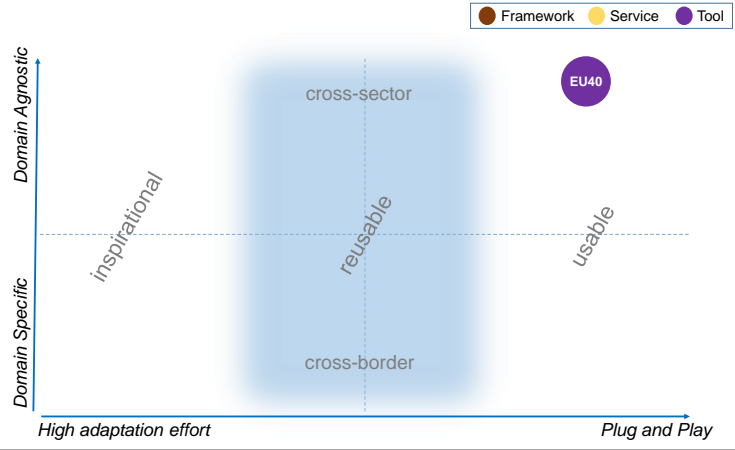 Framework Service Tool
Domain Agnostic
EU40
cross-sector
inspirational
reusable
usable
Domain Specific
cross-border
High adaptation effort
Plug and Play